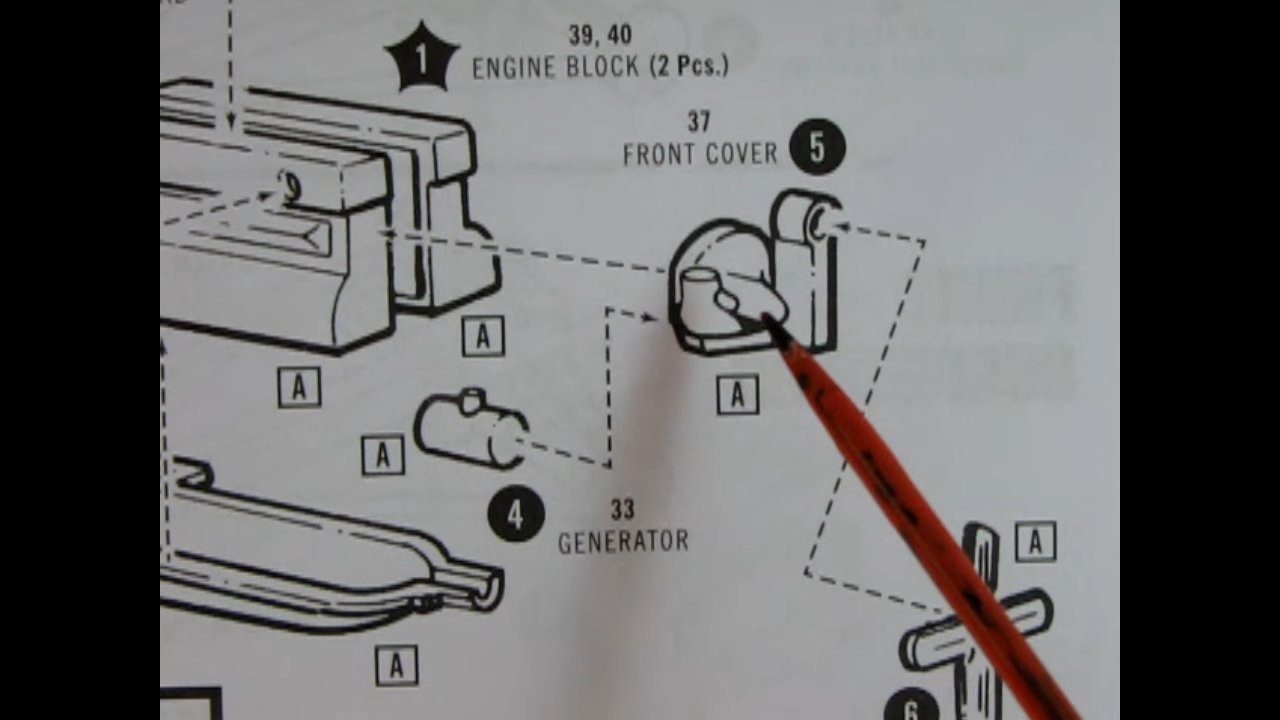 39, 40
1 ENGINE BLOCK (2 Pcs.)
37
FRONT COVER 5
A
A
A
A
4 33
GENERATOR
A
A
6